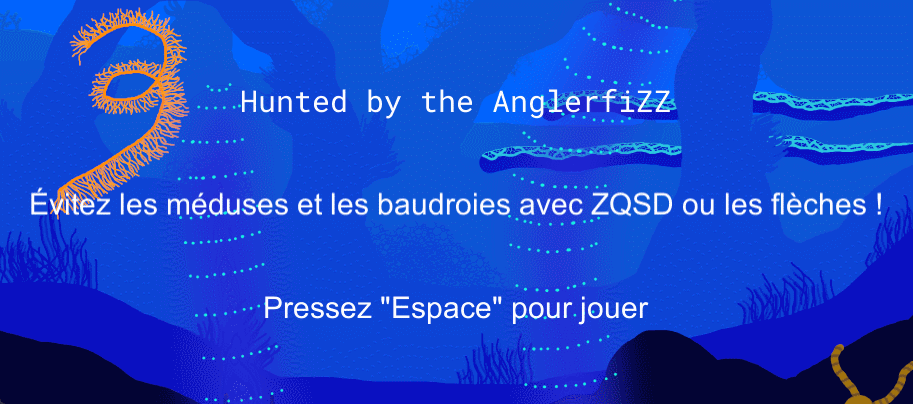 Hunted by the AnglerfiZZ
Évitez les méduses et les baudroies avec ZQSD ou les flèches !
Pressez "Espace" pour jouer